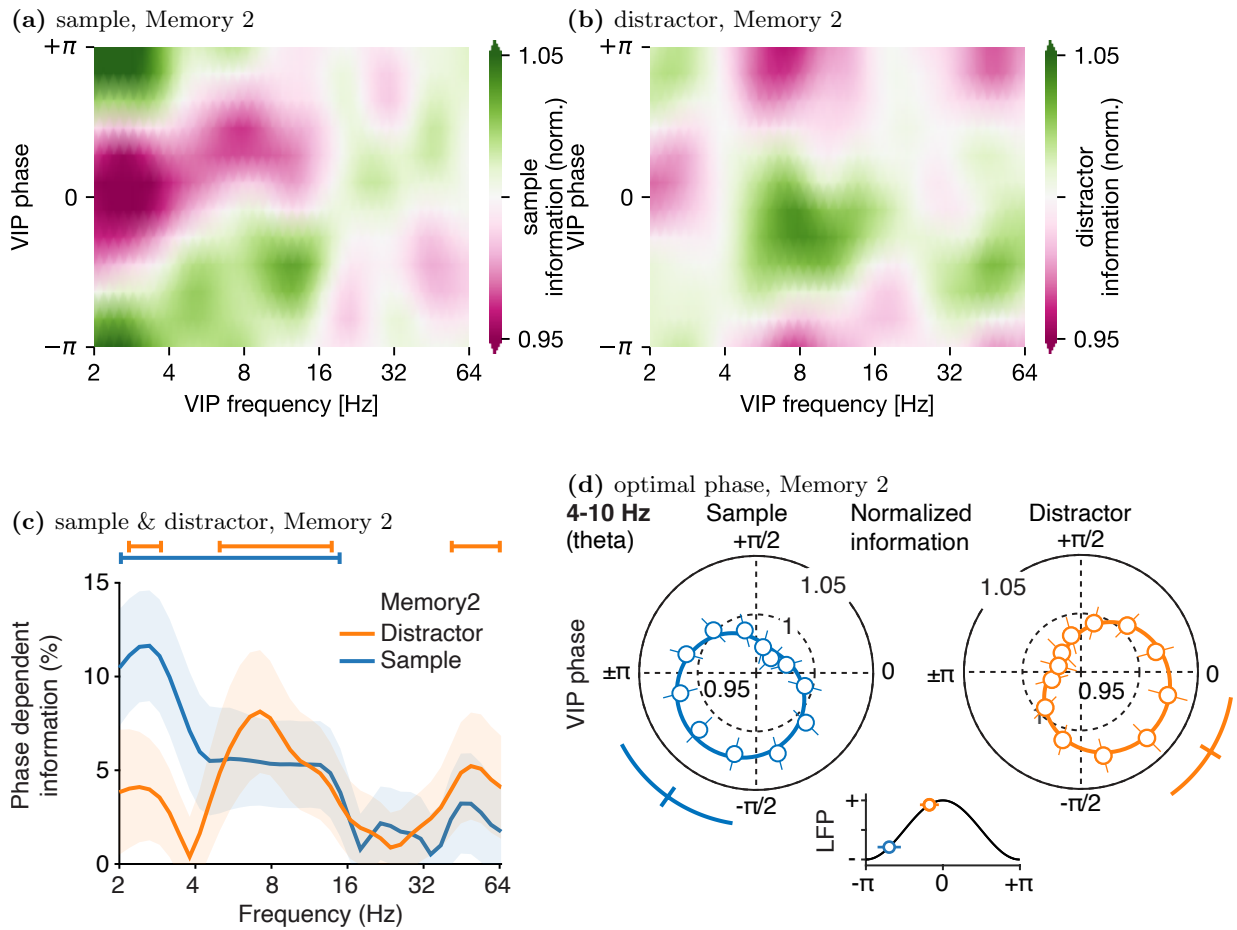 (a) sample, Memory 2
+π
0
−π
VIP phase
2 4 8 16 32 64
VIP frequency [Hz]
1.05
0.95
sample
information (norm.)
(b) distractor, Memory 2
+π
0
−π
VIP phase
2 4 8 16 32 64
VIP frequency [Hz]
1.05
0.95
distractor
information (norm.)
(c) sample & distractor, Memory 2
15
10
5
0
Phase dependent
information (%)
Memory2
Distractor
Sample
2 4 8 16 32 64
Frequency (Hz)
(d) optimal phase, Memory 2
4-10 Hz
(theta)
Sample
+π/2
Normalized
information
Distractor
+π/2
VIP phase
±π
1.05
1
0.95
0
-π/2
±π
1.05
1
0.95
0
-π/2
LFP
+
-
-π 0 +π